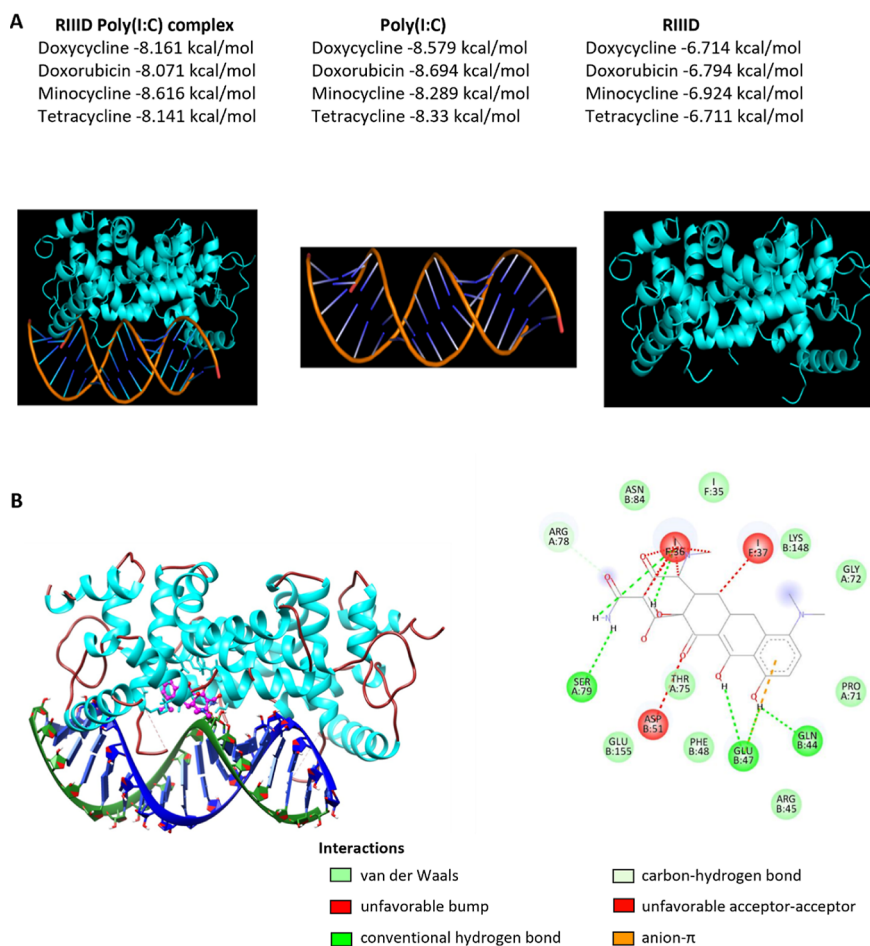 A
RIIID Poly(I:C) complex
Doxycycline -8.161 kcal/mol
Doxorubicin -8.071 kcal/mol
Minocycline -8.616 kcal/mol
Tetracycline -8.141 kcal/mol
Poly(I:C)
Doxycycline -8.579 kcal/mol
Doxorubicin -8.694 kcal/mol
Minocycline -8.289 kcal/mol
Tetracycline -8.33 kcal/mol
RIIID
Doxycycline -6.714 kcal/mol
Doxorubicin -6.794 kcal/mol
Minocycline -6.924 kcal/mol
Tetracycline -6.711 kcal/mol
B
ASN
B:84
I
F:35
ARG
A:78
I
F:36
I
E:37
LYS
B:148
GLY
A:72
N
H
N
H
O
O
H
O
O
N
SER
A:79
THR
A:75
PRO
A:71
ASP
B:51
O
H
O
H
GLU
B:155
PHE
B:48
GLU
B:47
GLN
B:44
ARG
B:45
Interactions
van der Waals
unfavorable bump
conventional hydrogen bond
carbon-hydrogen bond
unfavorable acceptor-acceptor
anion-π